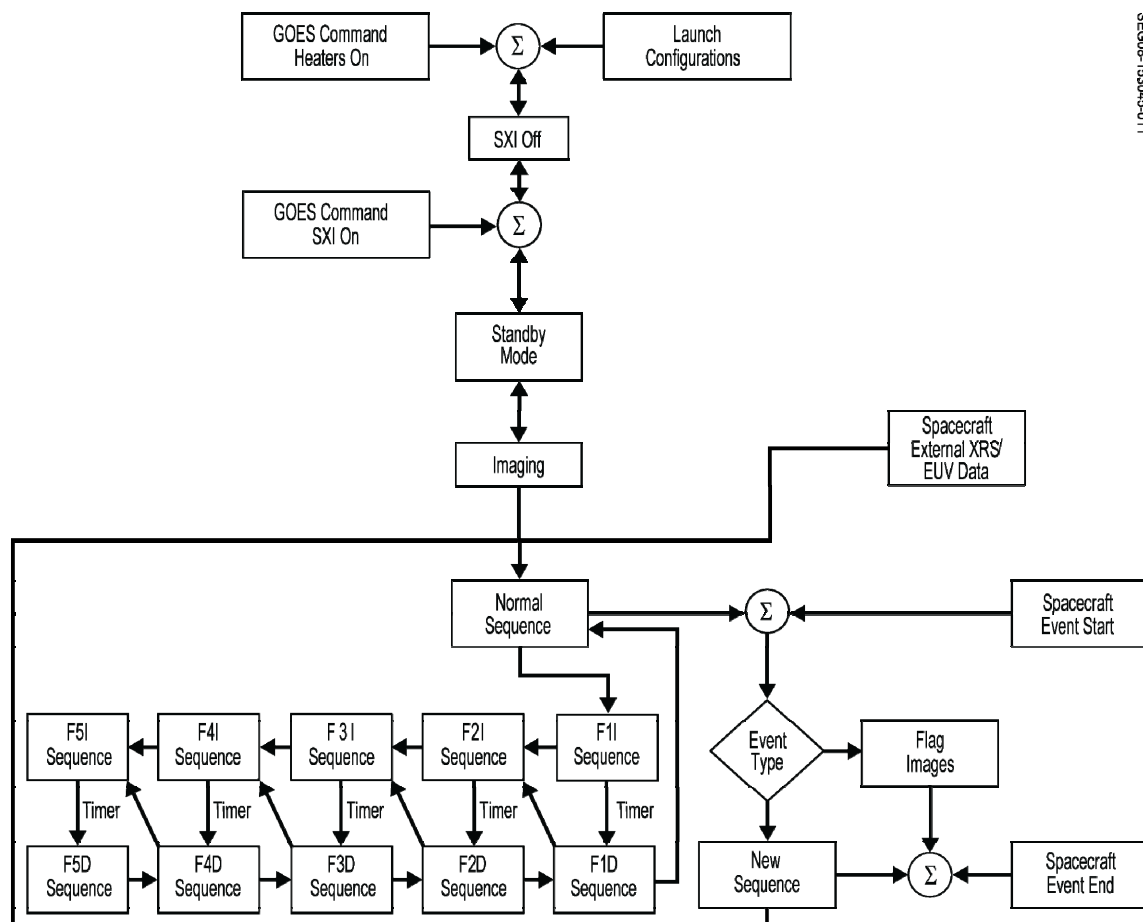 GOES Command
Heaters On
Σ
Launch
Configurations
SXI Off
GOES Command
SXI On
Σ
Standby
Mode
Imaging
Spacecraft
External XRS/
EUV Data
Normal
Sequence
Σ
Spacecraft
Event Start
F5I
Sequence
F4I
Sequence
F 3 I
Sequence
F2I
Sequence
F1I
Sequence
Event
Type
Flag
Images
Timer
Timer
Timer
Timer
Timer
F5D
Sequence
F4D
Sequence
F3D
Sequence
F2D
Sequence
F1D
Sequence
New
Sequence
Σ
Spacecraft
Event End